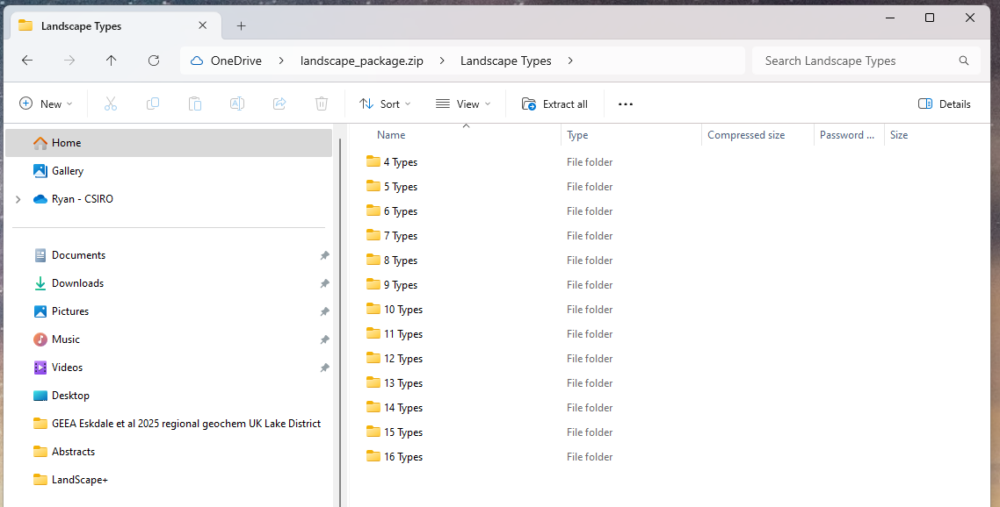 Landscape Types
OneDrive > landscape_package.zip > Landscape Types >
Search Landscape Types
New
Sort
View
Extract all
Details
Home
Gallery
Ryan - CSIRO
Documents
Downloads
Pictures
Music
Videos
Desktop
GEEA Eskdale et al 2025 regional geochem UK Lake District
Abstracts
LandScape+
Name Type Compressed size Password ... Size
4 Types File folder
5 Types File folder
6 Types File folder
7 Types File folder
8 Types File folder
9 Types File folder
10 Types File folder
11 Types File folder
12 Types File folder
13 Types File folder
14 Types File folder
15 Types File folder
16 Types File folder